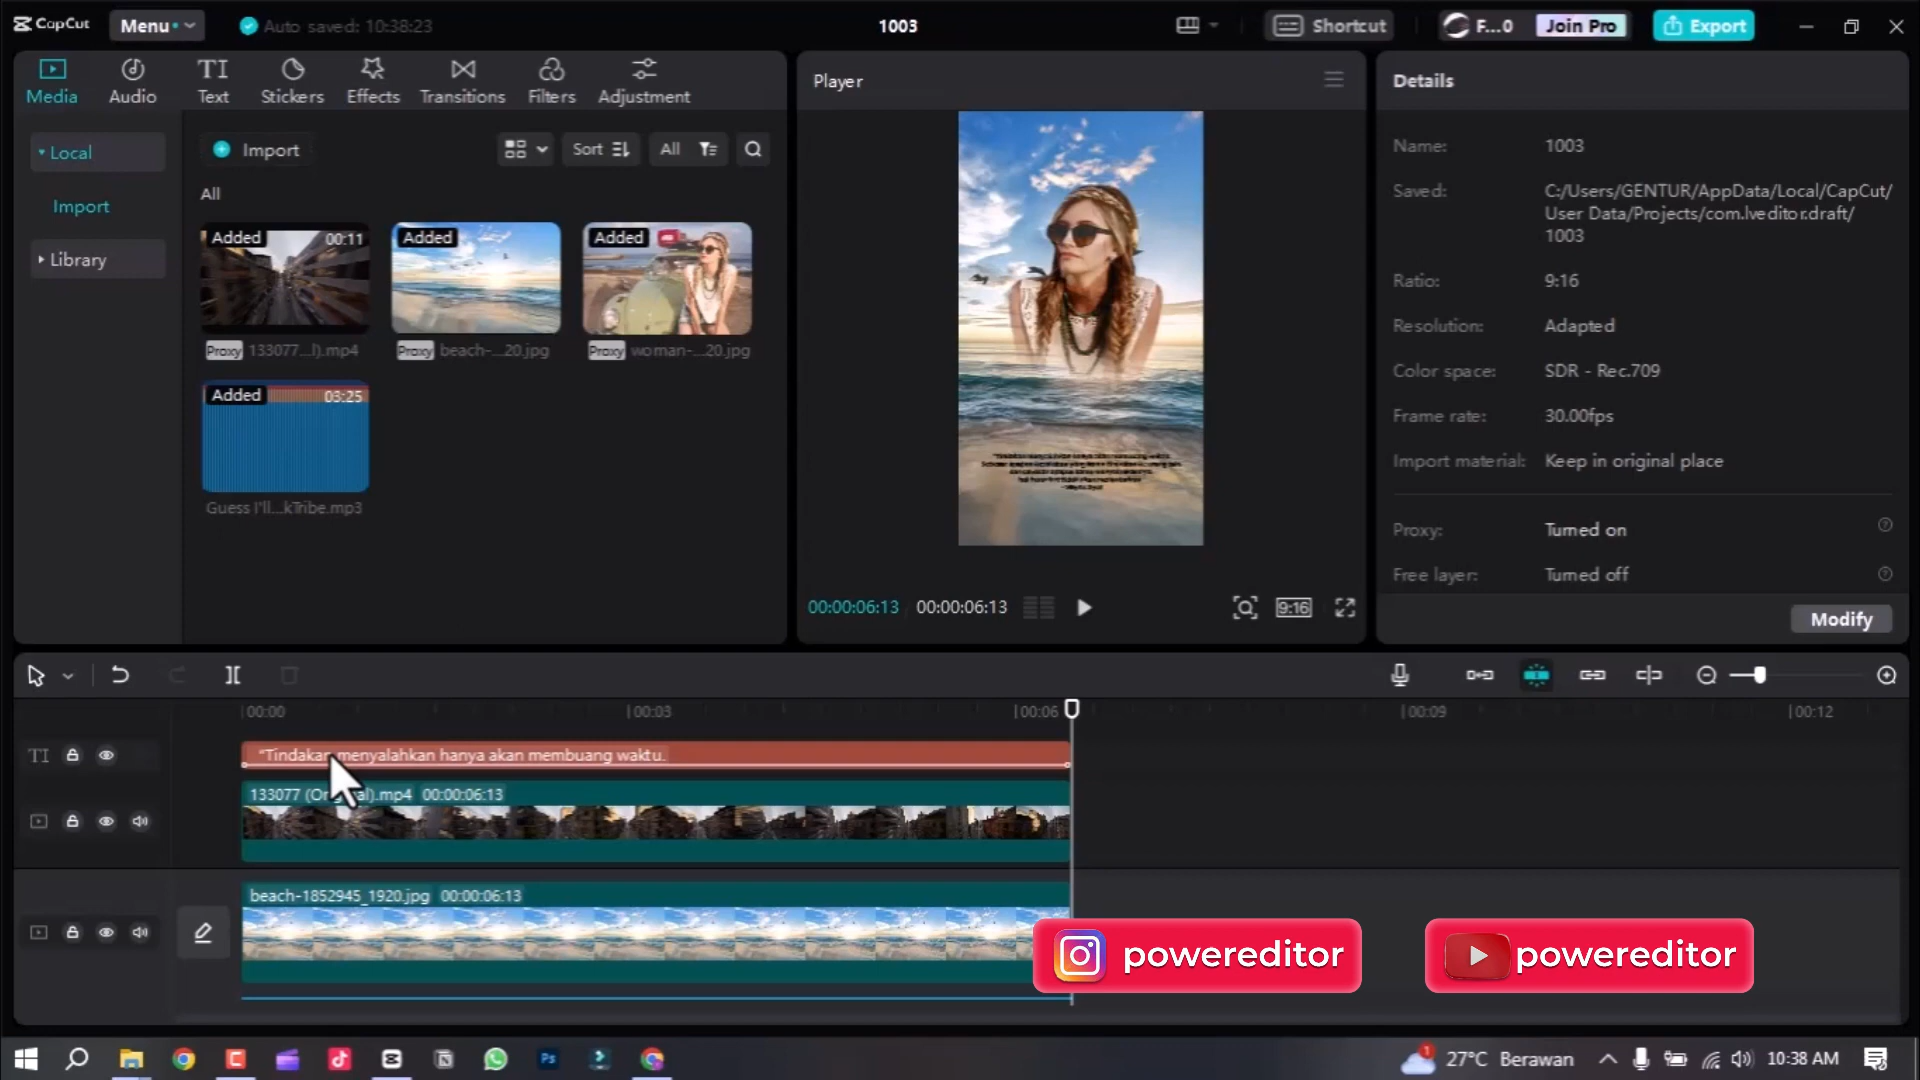 CapCut Menu Auto saved: 10:38:23 1003 Shortcut F...0 Join Pro Export
Media Audio Text Stickers Effects Transitions Filters Adjustment
Local
Import
Library
Import Sort All
All
Added 00:11
Proxy 133077...l).mp4
Added
Proxy beach-...20.jpg
Added
Proxy woman-...20.jpg
Added 03:25
Guess I'll...kTribe.mp3
Player
00:00:06:13 00:00:06:13 9:16
Details
Name: 1003
Saved: C:/Users/GENTUR/AppData/Local/CapCut/
User Data/Projects/com.lveditor.draft/
1003
Ratio: 9:16
Resolution: Adapted
Color space: SDR - Rec.709
Frame rate: 30.00fps
Import material: Keep in original place
Proxy: Turned on
Free layer: Turned off
Modify
00:00 00:03 00:06 00:09 00:12
TI "Tindakan menyalahkan hanya akan membuang waktu.
133077 .mp4 00:00:06:13
beach-1852945_1920.jpg 00:00:06:13
powereditor powereditor
Ps 1 27°C Berawan 10:38 AM